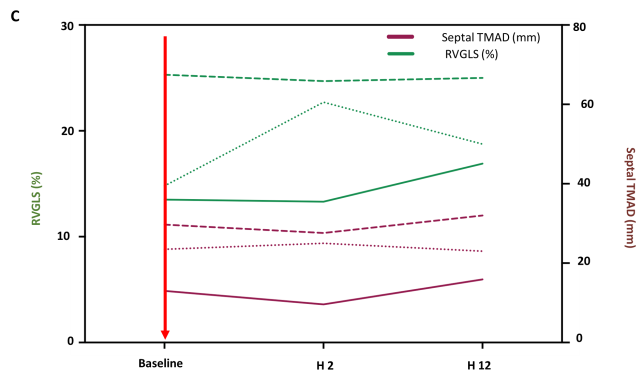 C
30
20
10
0
RVGLS (%)
Septal TMAD (mm)
RVGLS (%)
80
60
40
20
0
Septal TMAD (mm)
Baseline
H 2
H 12